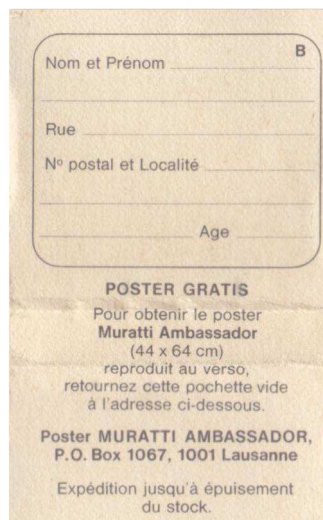 B
Nom et Prénom
Rue
Nº postal et Localité
Age
POSTER GRATIS
Pour obtenir le poster
Muratti Ambassador
(44 x 64 cm)
reproduit au verso,
retournez cette pochette vide
à l'adresse ci-dessous.
Poster MURATTI AMBASSADOR,
P.O. Box 1067, 1001 Lausanne
Expédition jusqu'à épuisement
du stock.